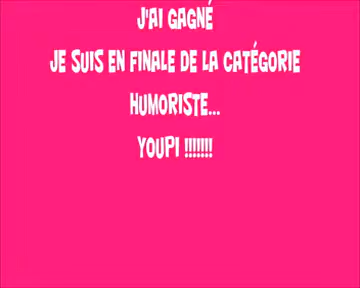 J'AI GAGNÉ
JE SUIS EN FINALE DE LA CATÉGORIE
HUMORISTE...
YOUPI !!!!!!!